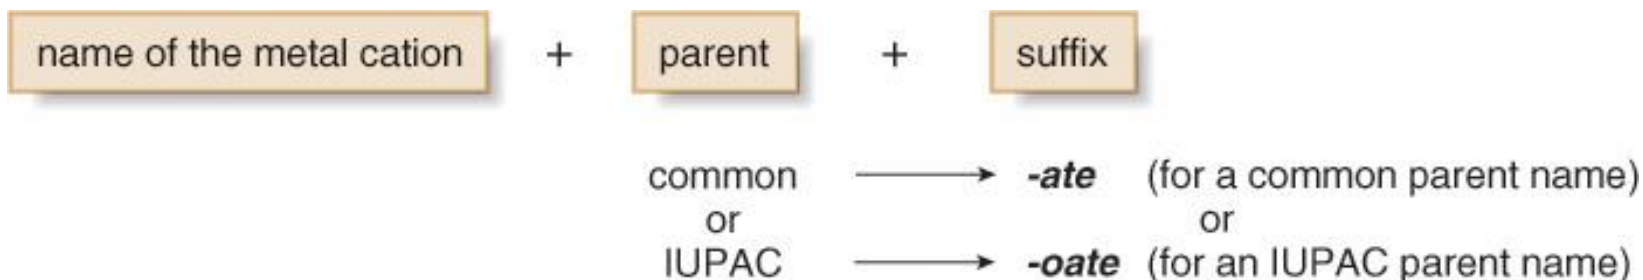 name of the metal cation + parent + suffix
common ⟶ -ate (for a common parent name)
or or
IUPAC ⟶ -oate (for an IUPAC parent name)